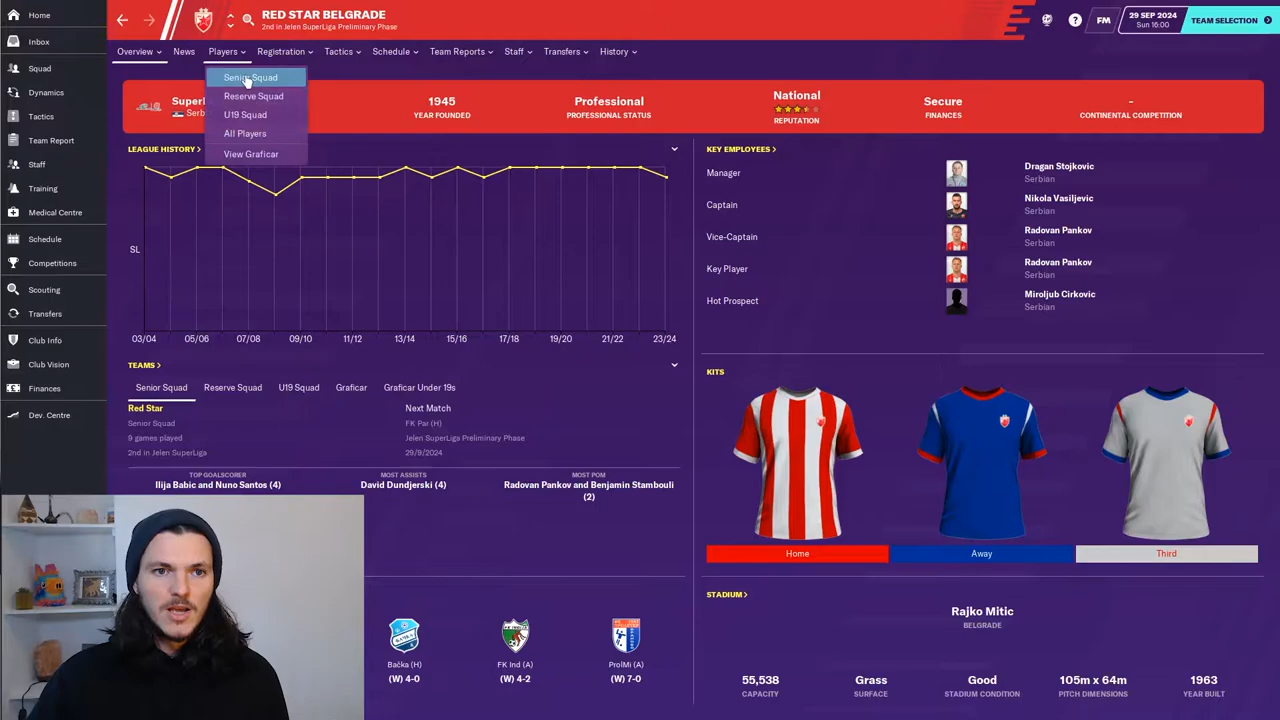 Home
Inbox
Squad
Dynamics
Tactics
Team Report
Staff
Training
Medical Centre
Schedule
Competitions
Scouting
Transfers
Club Info
Club Vision
Finances
Dev. Centre
RED STAR BELGRADE
2nd in Jelen SuperLiga Preliminary Phase
FM
29 SEP 2024
Sun 16:00
TEAM SELECTION
Overview
News
Players
Registration
Tactics
Schedule
Team Reports
Staff
Transfers
History
Senior Squad
Reserve Squad
U19 Squad
All Players
View Graficar
1945
YEAR FOUNDED
Professional
PROFESSIONAL STATUS
National
REPUTATION
Secure
FINANCES
-
CONTINENTAL COMPETITION
LEAGUE HISTORY
SL
03/04 05/06 07/08 09/10 11/12 13/14 15/16 17/18 19/20 21/22 23/24
TEAMS
Senior Squad Reserve Squad U19 Squad Graficar Graficar Under 19s
Red Star
Senior Squad
9 games played
2nd in Jelen SuperLiga
Next Match
FK Par (H)
Jelen SuperLiga Preliminary Phase
29/9/2024
TOP GOALSCORER
Ilija Babic and Nuno Santos (4)
MOST ASSISTS
David Dundjerski (4)
MOST POM
Radovan Pankov and Benjamin Stambouli
(2)
Bačka (H)
(W) 4-0
FK Ind (A)
(W) 4-2
ProlMi (A)
(W) 7-0
KEY EMPLOYEES
Manager
Dragan Stojkovic
Serbian
Captain
Nikola Vasiljevic
Serbian
Vice-Captain
Radovan Pankov
Serbian
Key Player
Radovan Pankov
Serbian
Hot Prospect
Miroljub Cirkovic
Serbian
KITS
Home
Away
Third
STADIUM
Rajko Mitic
BELGRADE
55,538
CAPACITY
Grass
SURFACE
Good
STADIUM CONDITION
105m x 64m
PITCH DIMENSIONS
1963
YEAR BUILT